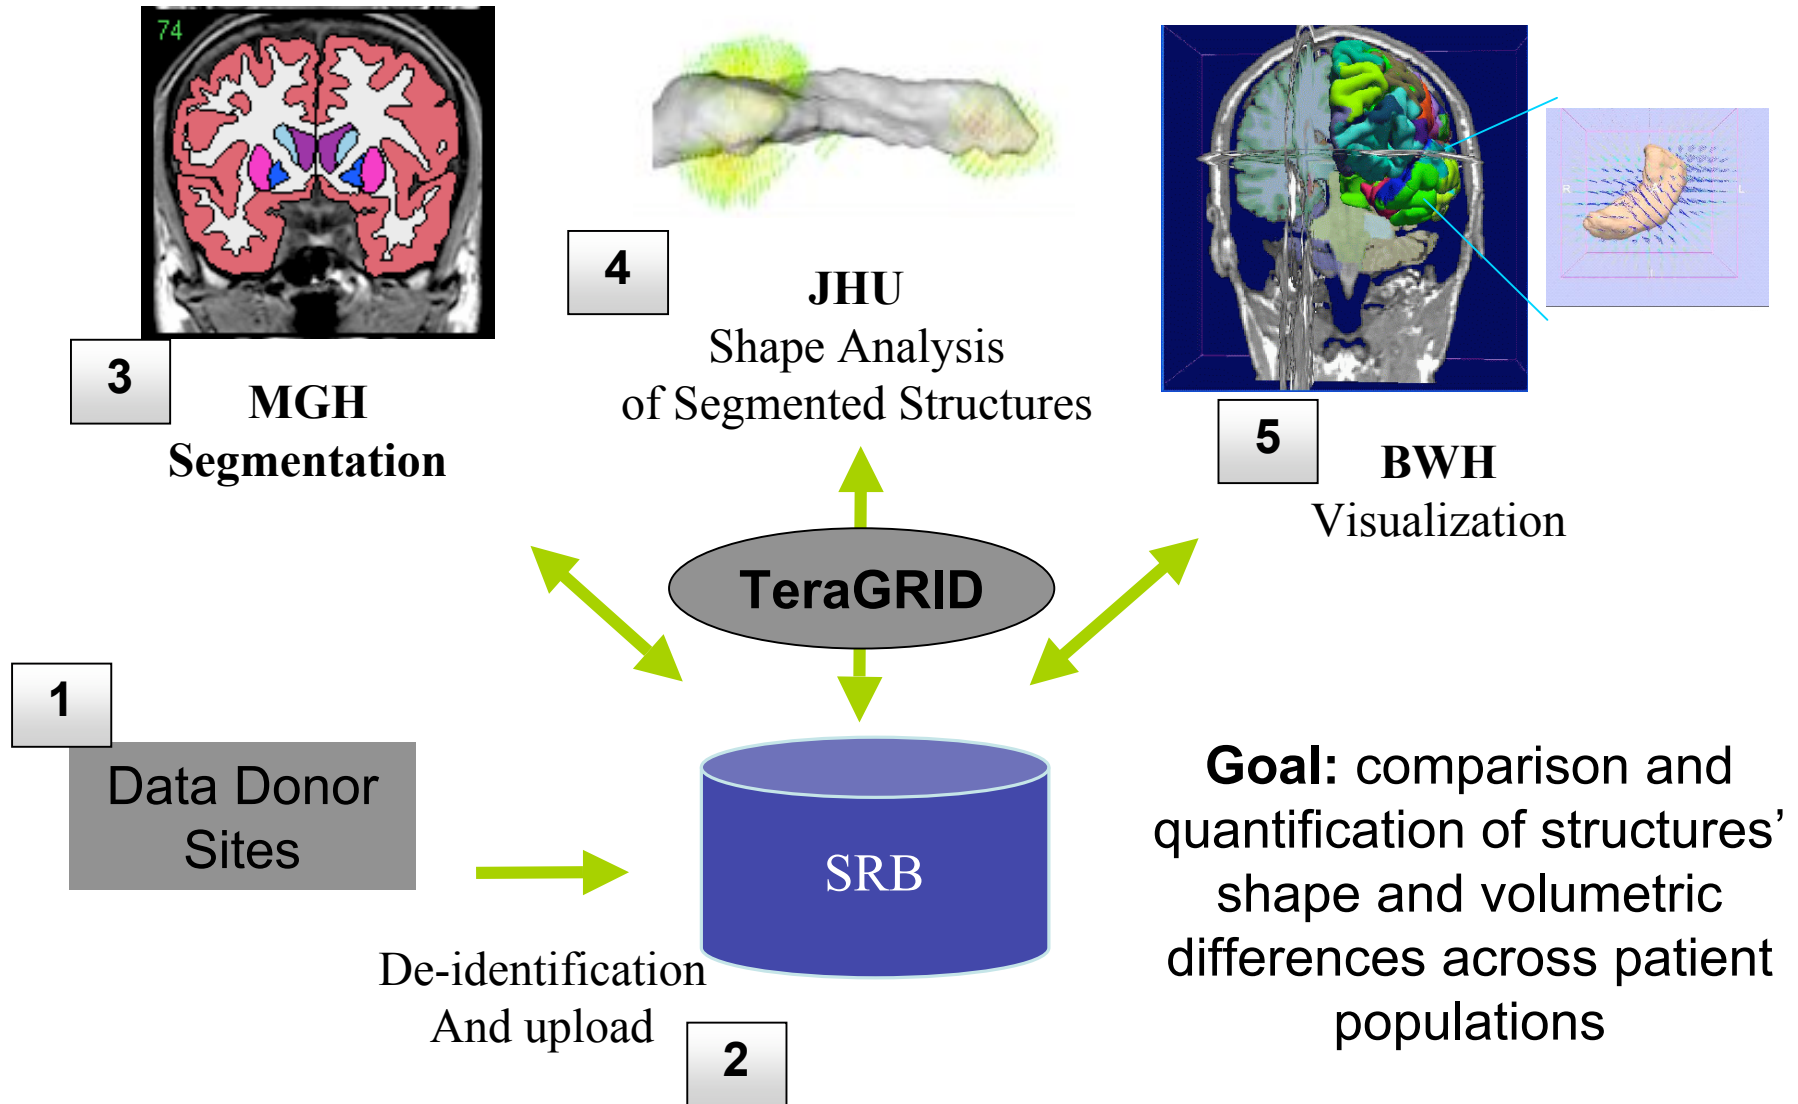 74
3
MGH
Segmentation
4
JHU
Shape Analysis
of Segmented Structures
R
A
L
I
5
BWH
Visualization
TeraGRID
1
Data Donor
Sites
De-identification
And upload
2
SRB
Goal: comparison and
quantification of structures’
shape and volumetric
differences across patient
populations